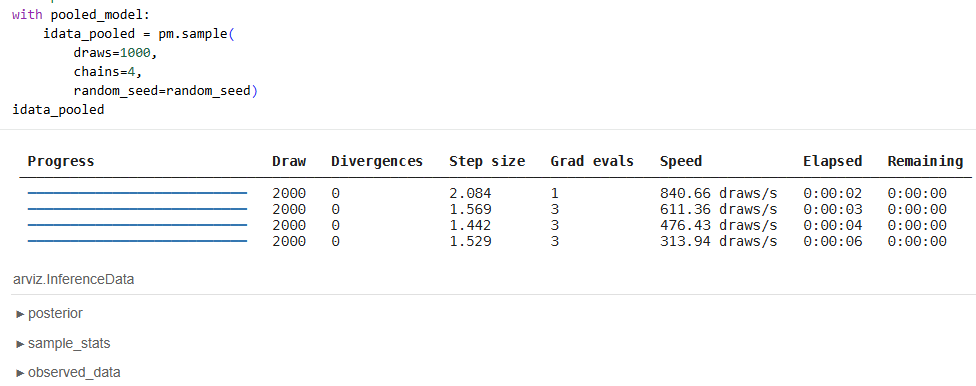 with pooled_model:
    idata_pooled = pm.sample(
        draws=1000,
        chains=4,
        random_seed=random_seed)
idata_pooled
Progress Draw Divergences Step size Grad evals Speed Elapsed Remaining
2000 0 2.084 1 840.66 draws/s 0:00:02 0:00:00
2000 0 1.569 3 611.36 draws/s 0:00:03 0:00:00
2000 0 1.442 3 476.43 draws/s 0:00:04 0:00:00
2000 0 1.529 3 313.94 draws/s 0:00:06 0:00:00
arviz.InferenceData
► posterior
► sample_stats
► observed_data